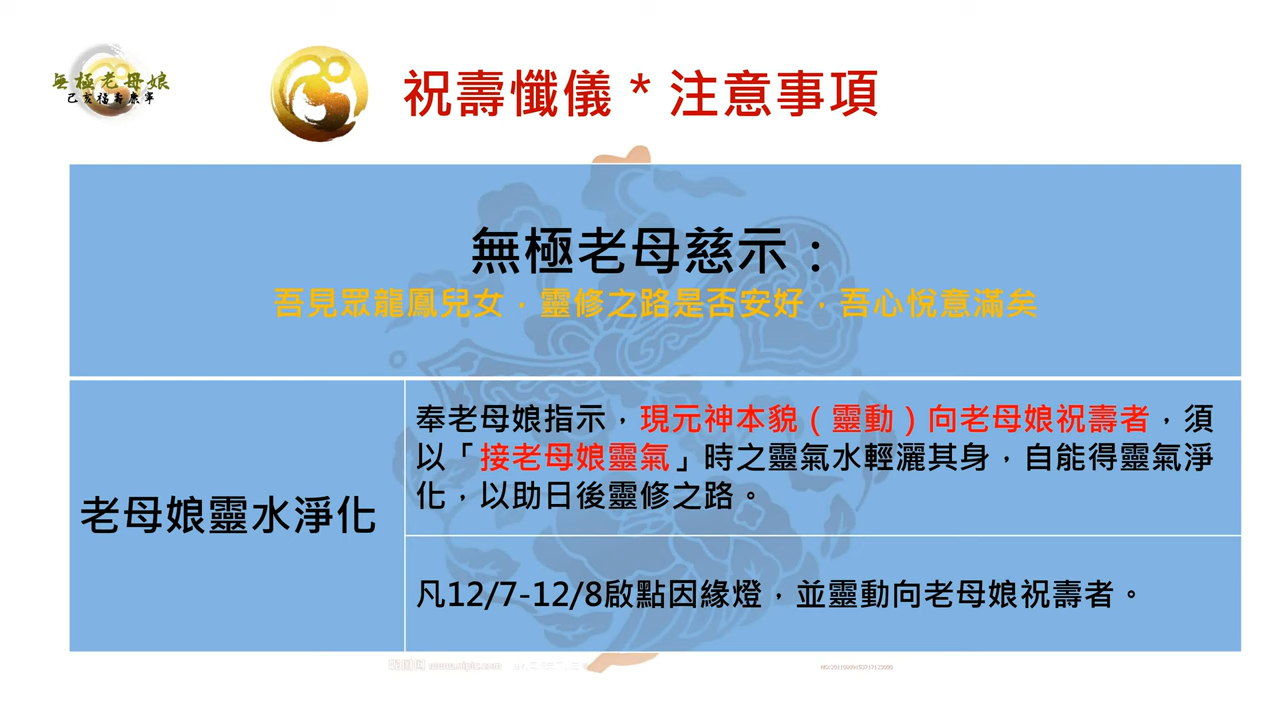 無極老母娘
己亥福壽康寧
祝壽懺儀 * 注意事項
無極老母慈示：
吾見眾龍鳳兒女，靈修之路是否安好，吾心悅意滿矣
老母娘靈水淨化
奉老母娘指示，現元神本貌（靈動）向老母娘祝壽者，須
以「接老母娘靈氣」時之靈氣水輕灑其身，自能得靈氣淨
化，以助日後靈修之路。
凡12/7-12/8啟點因緣燈，並靈動向老母娘祝壽者。
www.nipic.com